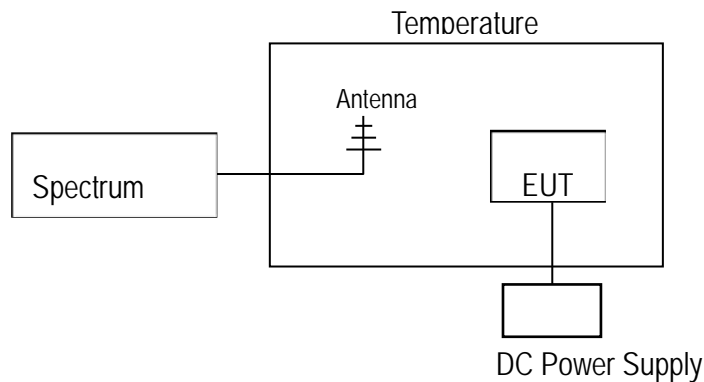 Temperature
Antenna
Spectrum
EUT
DC Power Supply